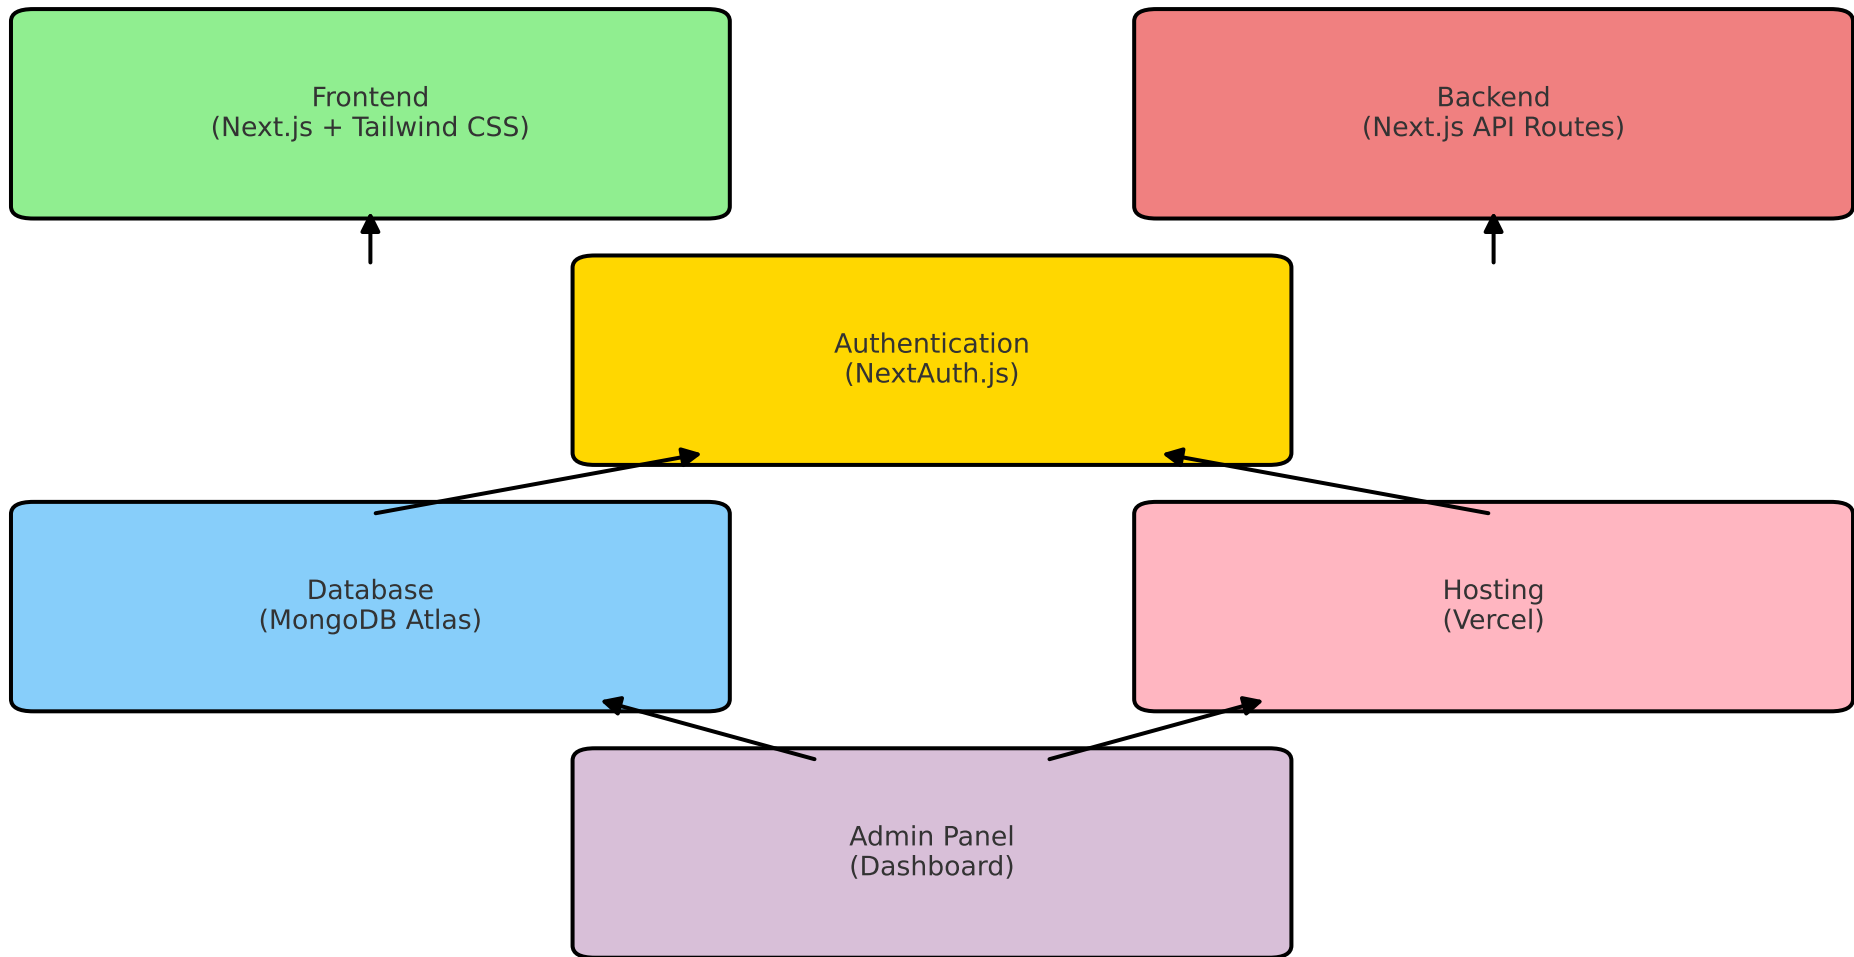 Frontend
(Next.js + Tailwind CSS)
Backend
(Next.js API Routes)
Authentication
(NextAuth.js)
Database
(MongoDB Atlas)
Hosting
(Vercel)
Admin Panel
(Dashboard)